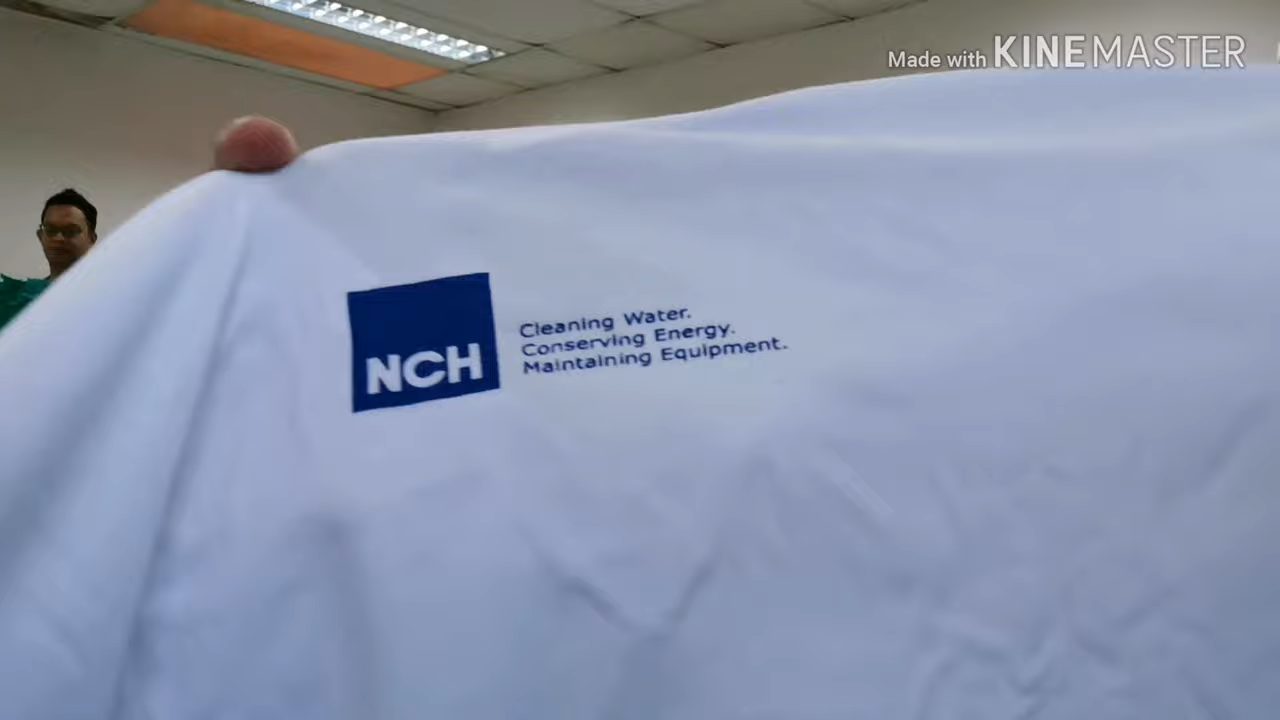 Made with KINEMASTER
NCH
Cleaning Water.
Conserving Energy.
Maintaining Equipment.